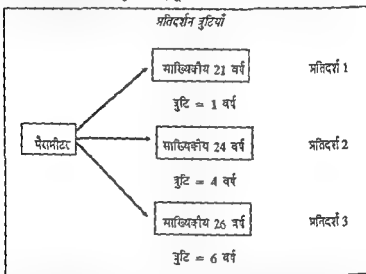 प्रतिदर्शन त्रुटियाँ
साख्यिकीय 21 वर्ष प्रतिदर्श 1
त्रुटि = 1 वर्ष
पैरामीटर साख्यिकीय 24 वर्ष प्रतिदर्श 2
त्रुटि = 4 वर्ष
साख्यिकीय 26 वर्ष प्रतिदर्श 3
त्रुटि = 6 वर्ष